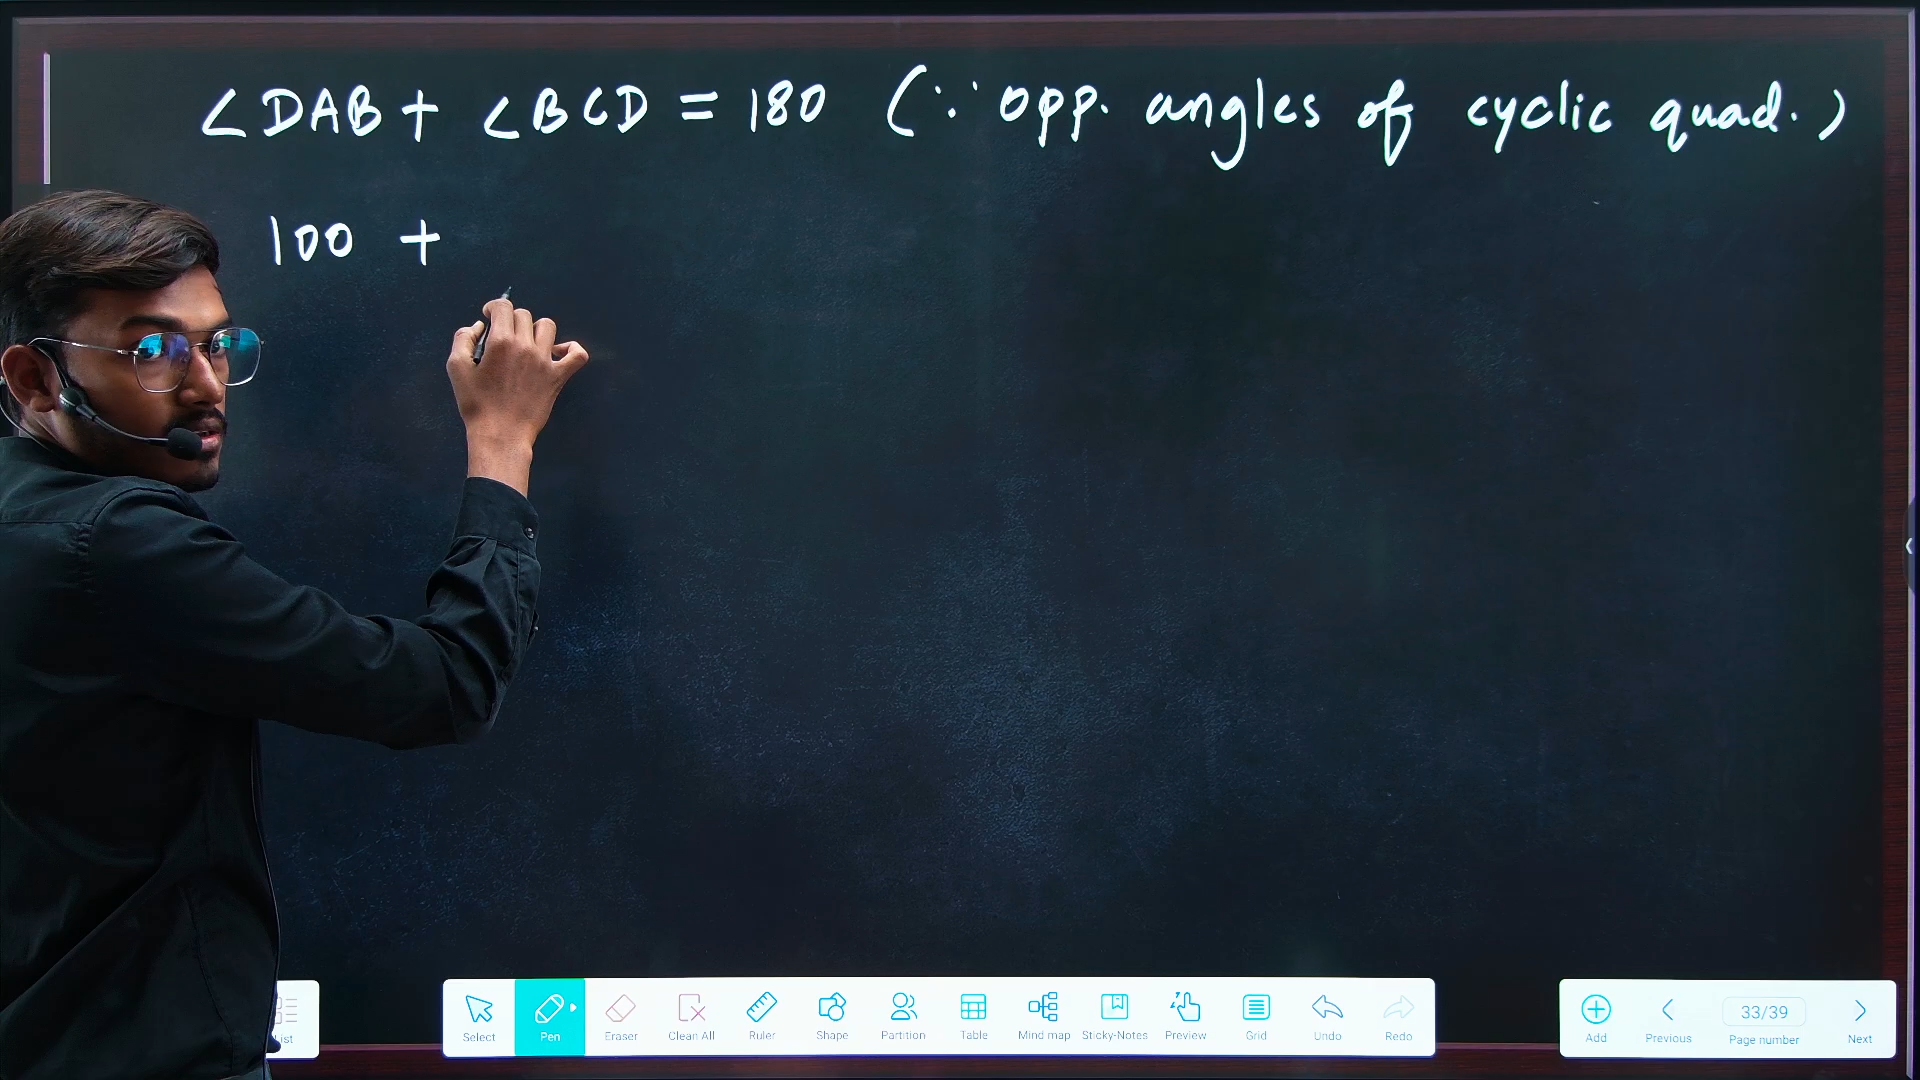 ∠DAB + ∠BCD = 180 (∵ opp. angles of cyclic quad.)
100 +
List
Select
Pen
Eraser
Clean All
Ruler
Shape
Partition
Table
Mind map
Sticky-Notes
Preview
Grid
Undo
Redo
Add
Previous
33/39
Page number
Next